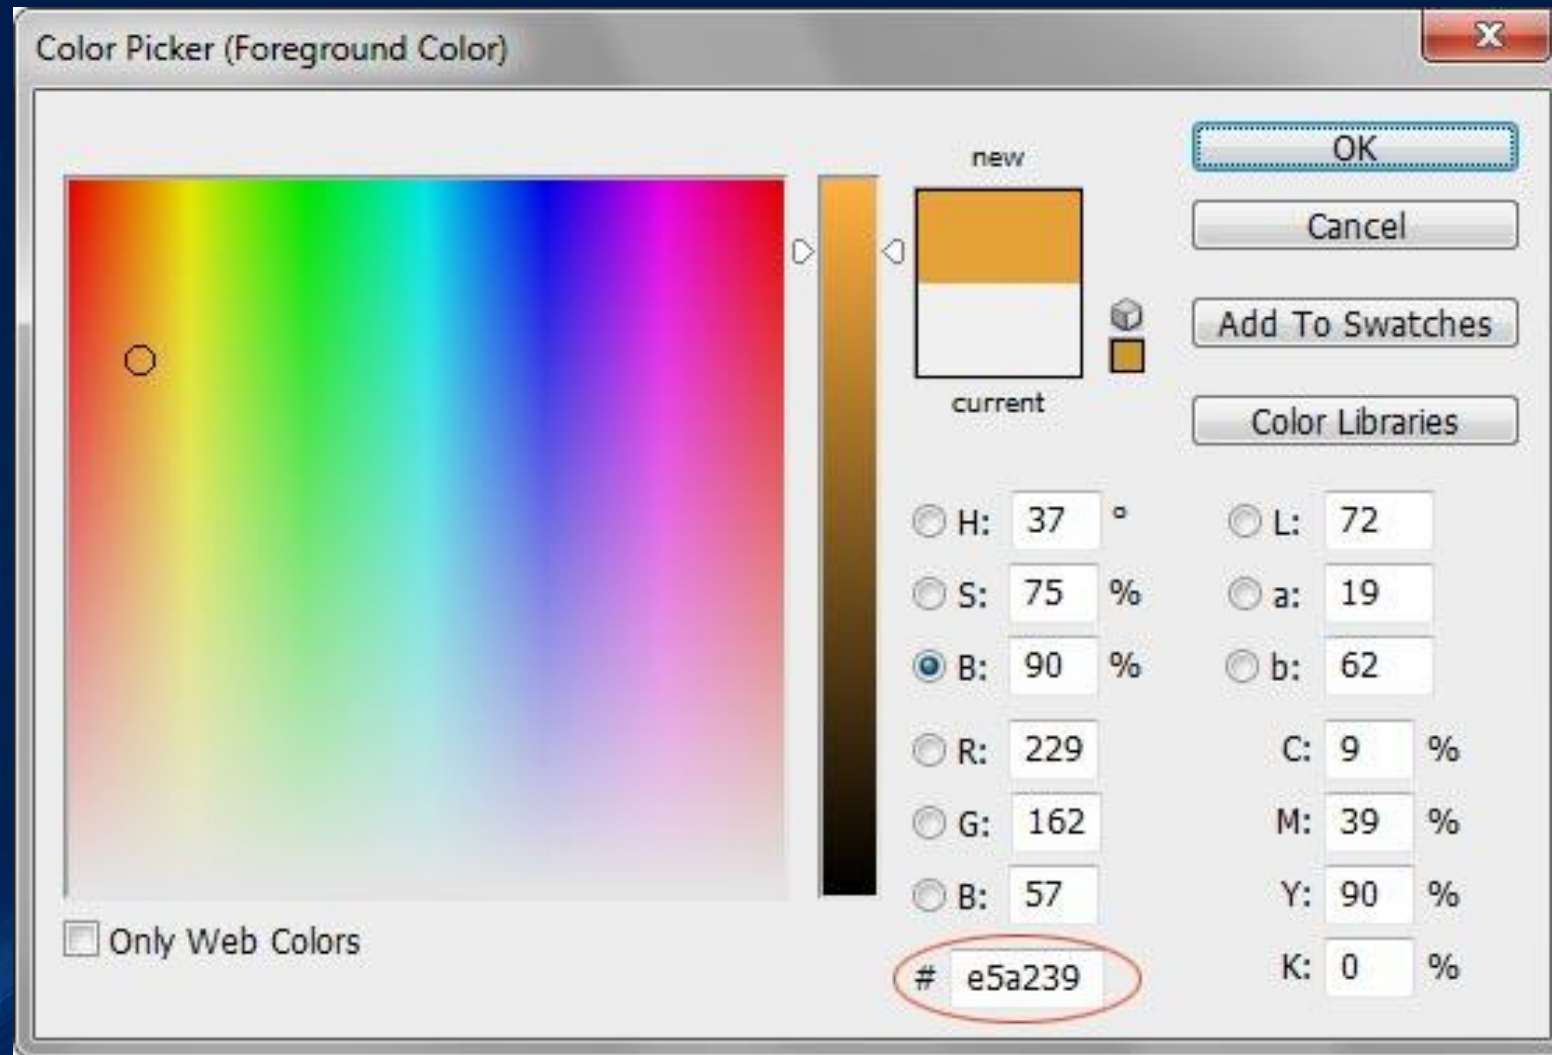 Color Picker (Foreground Color)
new
current
OK
Cancel
Add To Swatches
Color Libraries
H: 37 °
S: 75 %
B: 90 %
R: 229
G: 162
B: 57
# e5a239
L: 72
a: 19
b: 62
C: 9 %
M: 39 %
Y: 90 %
K: 0 %
Only Web Colors